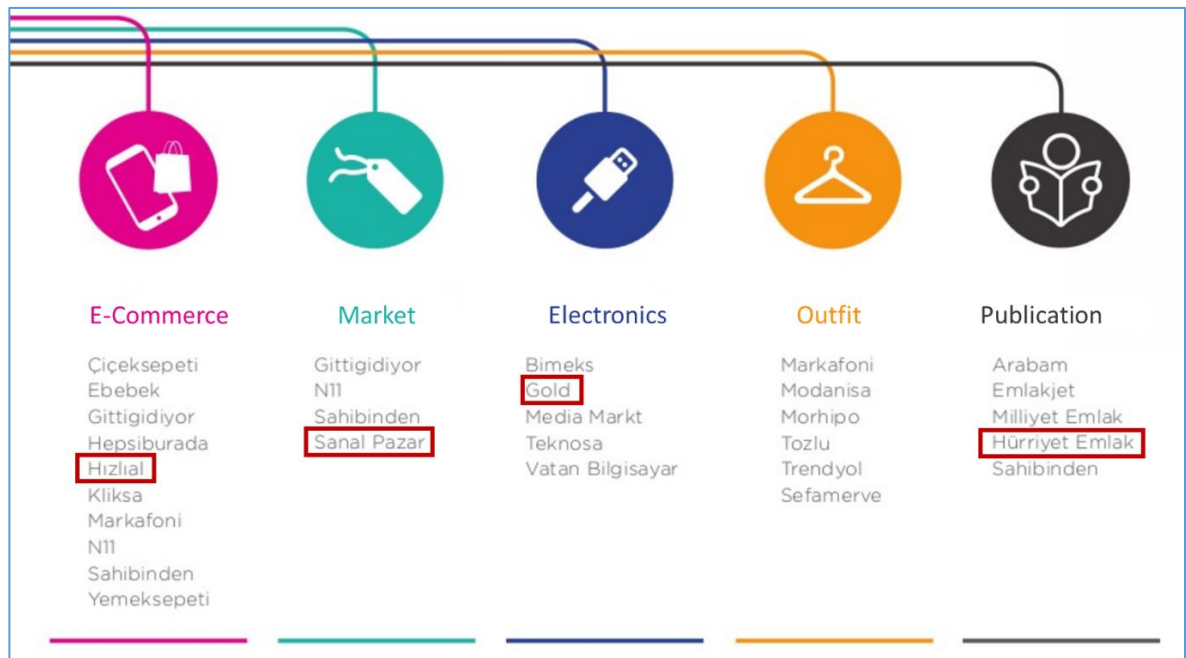 E-Commerce
Çiçeksepeti
Ebebek
Gittigidiyor
Hepsiburada
Hızlıal
Kliksa
Markafoni
N11
Sahibinden
Yemeksepeti
Market
Gittigidiyor
N11
Sahibinden
Sanal Pazar
Electronics
Bimeks
Gold
Media Markt
Teknosa
Vatan Bilgisayar
Outfit
Markafoni
Modanisa
Morhipo
Tozlu
Trendyol
Sefamerve
Publication
Arabam
Emlakjet
Milliyet Emlak
Hürriyet Emlak
Sahibinden